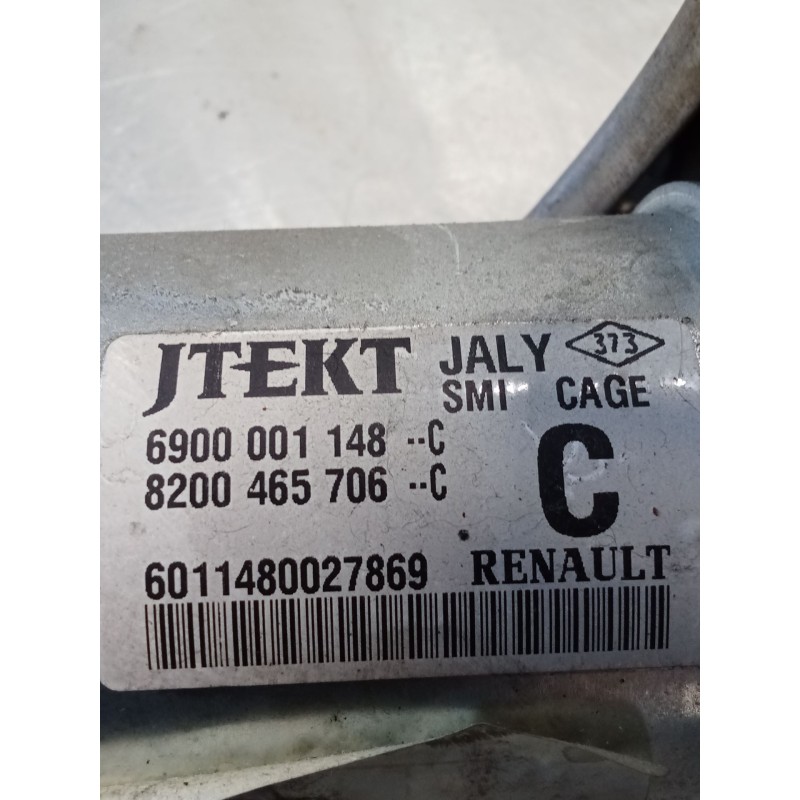 JTEKT JALY 373
SMI CAGE
6900 001 148 --C
8200 465 706 --C
C
6011480027869 RENAULT